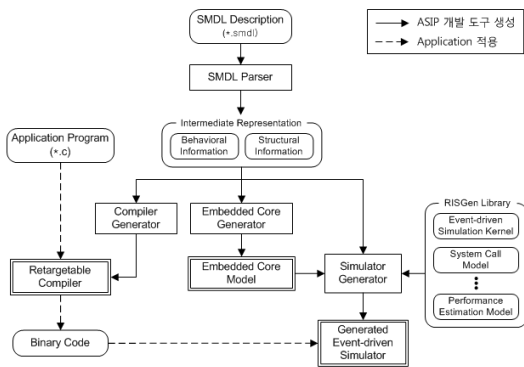 SMDL Description
(*.smdl)
ASIP 개발 도구 생성
Application 적용
SMDL Parser
Intermediate Representation
Behavioral
Information
Structural
Information
Application Program
(*.c)
Compiler
Generator
Embedded Core
Generator
RISGen Library
Event-driven
Simulation Kernel
System Call
Model
Performance
Estimation Model
Retargetable
Compiler
Embedded Core
Model
Simulator
Generator
Binary Code
Generated
Event-driven
Simulator